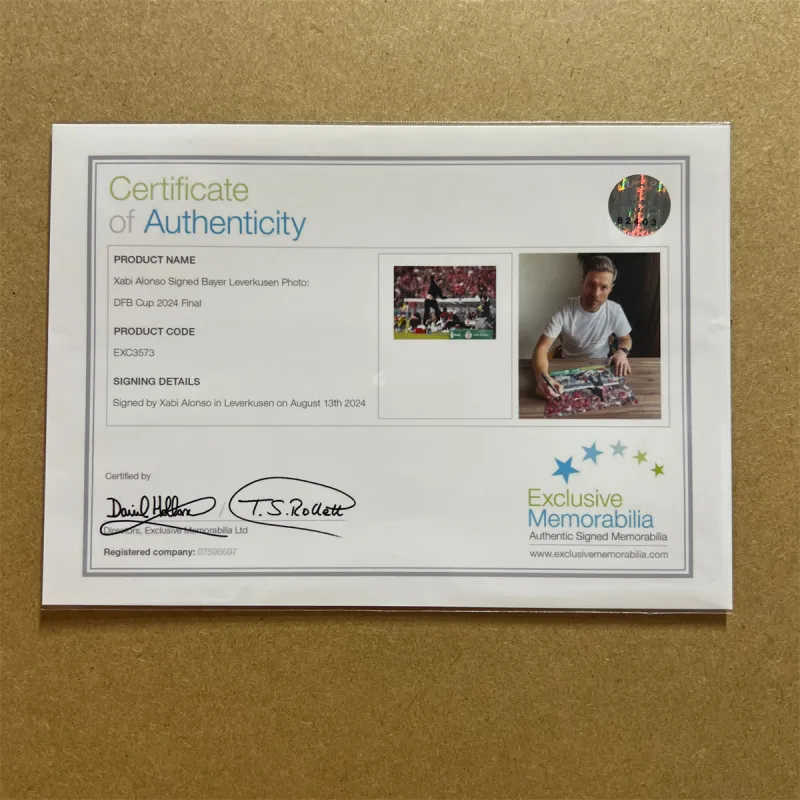 Certificate
of Authenticity
PRODUCT NAME
Xabi Alonso Signed Bayer Leverkusen Photo:
DFB Cup 2024 Final
PRODUCT CODE
EXC3573
SIGNING DETAILS
Signed by Xabi Alonso in Leverkusen on August 13th 2024
Certified by
T.S. Rollett
Directors, Exclusive Memorabilia Ltd
Registered company: 07596697
Exclusive
Memorabilia
Authentic Signed Memorabilia
www.exclusivememorabilia.com